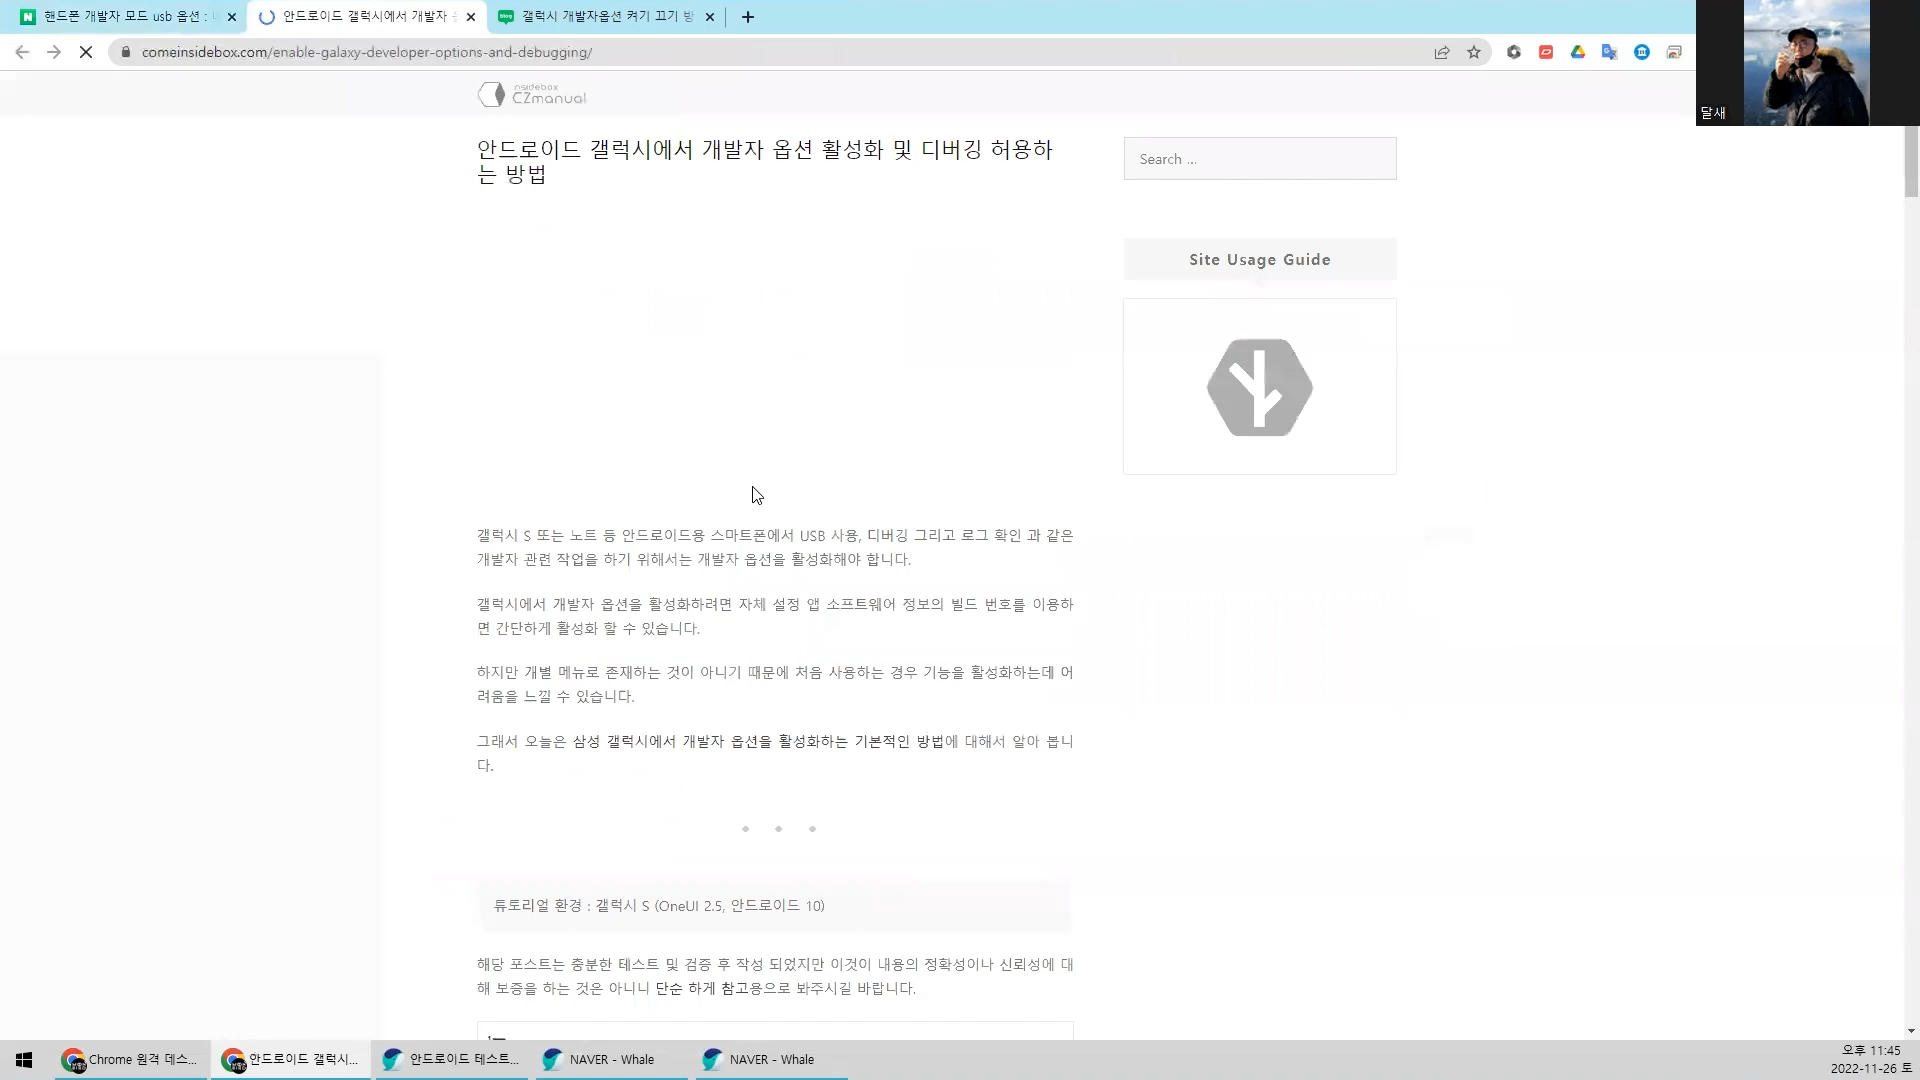 핸드폰 개발자 모드 usb 옵션 :
안드로이드 갤럭시에서 개발자
갤럭시 개발자옵션 켜기 끄기 방
comeinsidebox.com/enable-galaxy-developer-options-and-debugging/
달새
nsidebox
CZmanual
안드로이드 갤럭시에서 개발자 옵션 활성화 및 디버깅 허용하
는 방법
Search ...
Site Usage Guide
갤럭시 S 또는 노트 등 안드로이드용 스마트폰에서 USB 사용, 디버깅 그리고 로그 확인 과 같은
개발자 관련 작업을 하기 위해서는 개발자 옵션을 활성화해야 합니다.
갤럭시에서 개발자 옵션을 활성화하려면 자체 설정 앱 소프트웨어 정보의 빌드 번호를 이용하
면 간단하게 활성화 할 수 있습니다.
하지만 개별 메뉴로 존재하는 것이 아니기 때문에 처음 사용하는 경우 기능을 활성화하는데 어
려움을 느낄 수 있습니다.
그래서 오늘은 삼성 갤럭시에서 개발자 옵션을 활성화하는 기본적인 방법에 대해서 알아 봅니
다.
튜토리얼 환경 : 갤럭시 S (OneUI 2.5, 안드로이드 10)
해당 포스트는 충분한 테스트 및 검증 후 작성 되었지만 이것이 내용의 정확성이나 신뢰성에 대
해 보증을 하는 것은 아니니 단순 하게 참고용으로 봐주시길 바랍니다.
Chrome 원격 데스...
안드로이드 갤럭시...
안드로이드 테스트...
NAVER - Whale
NAVER - Whale
오후 11:45
2022-11-26 토